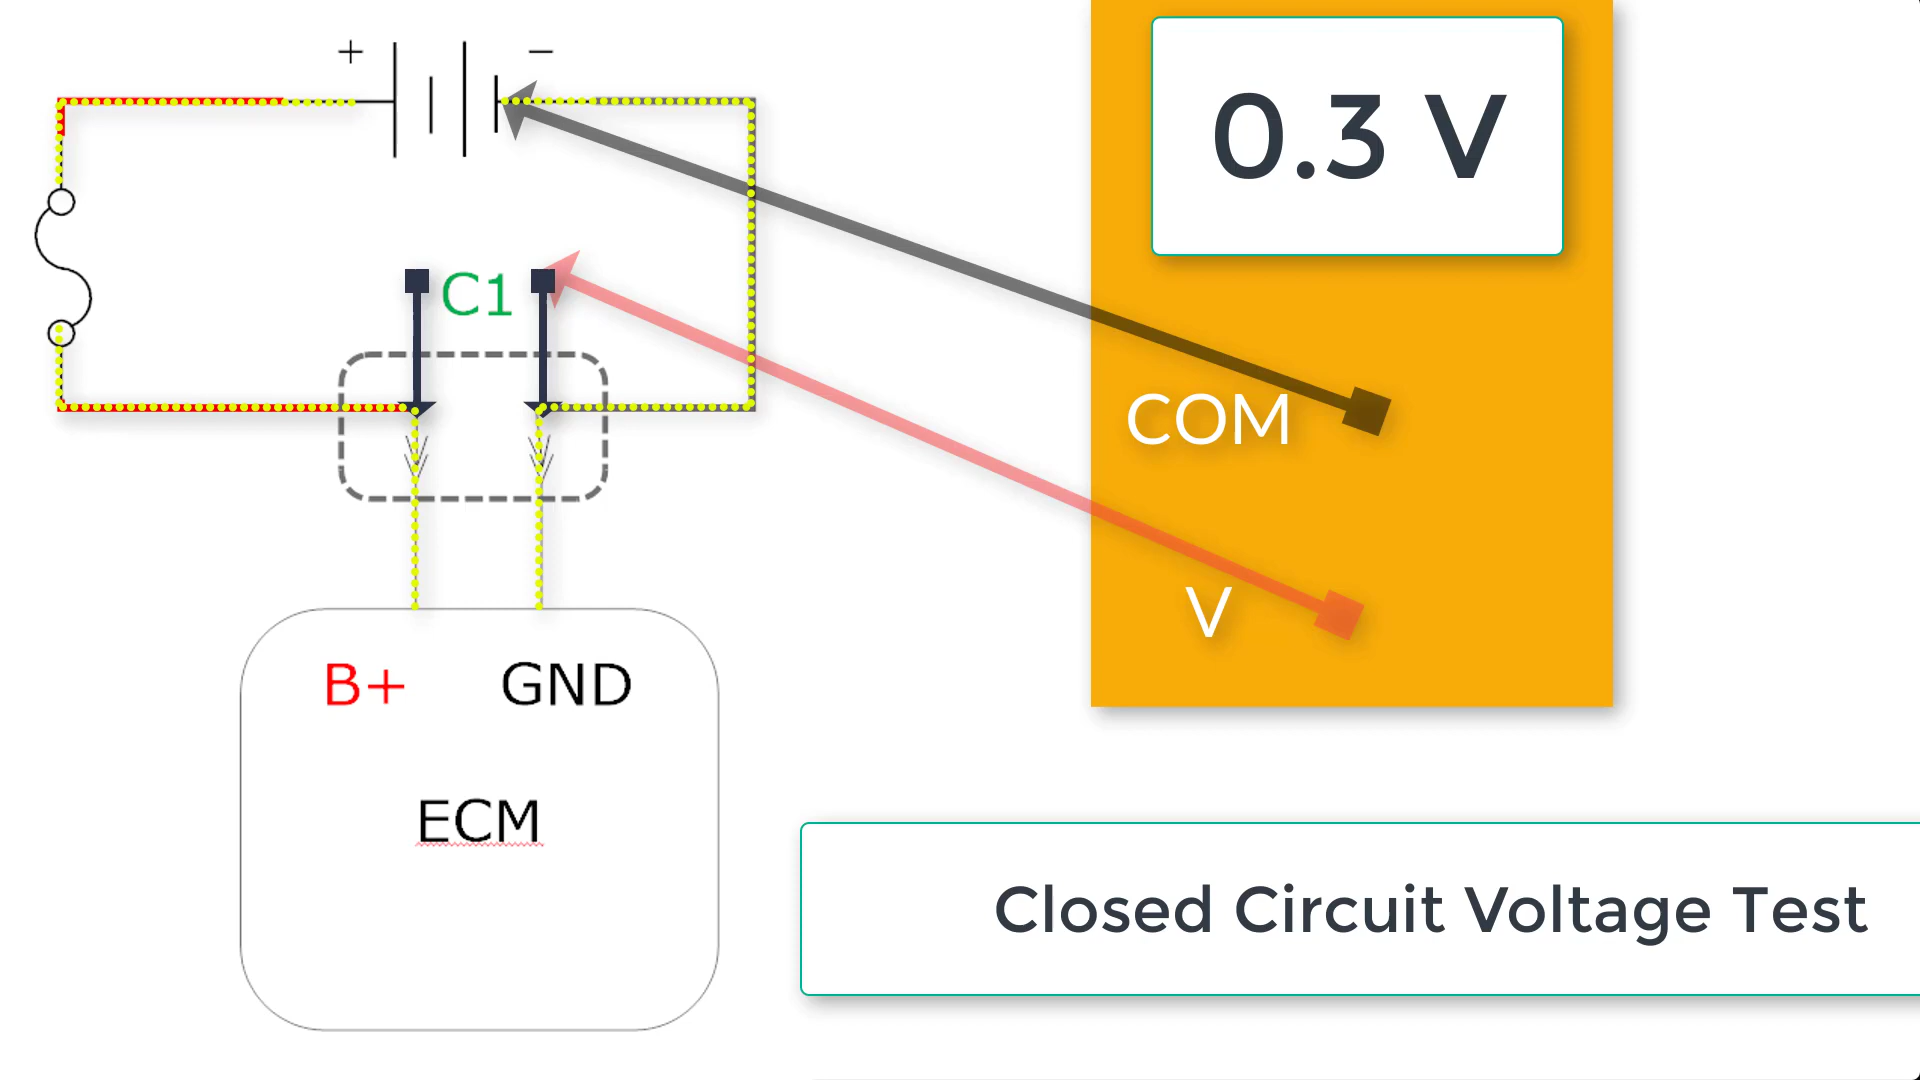 + −
0.3 V
C1
COM
V
B+ GND
ECM
Closed Circuit Voltage Test